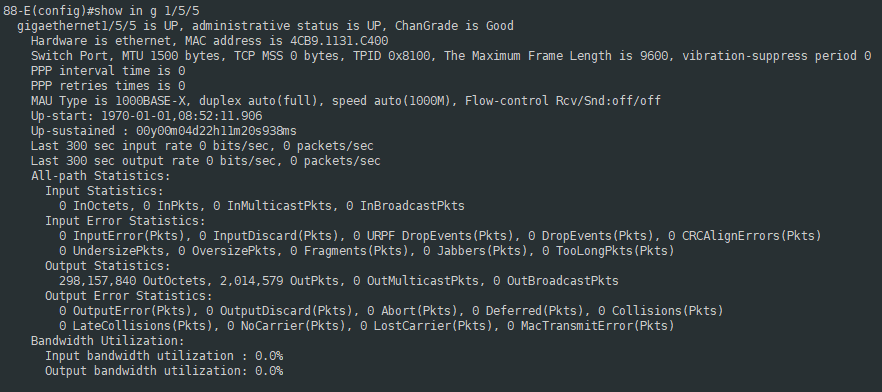 88-E(config)#show in g 1/5/5
gigaethernet1/5/5 is UP, administrative status is UP, ChanGrade is Good
Hardware is ethernet, MAC address is 4CB9.1131.C400
Switch Port, MTU 1500 bytes, TCP MSS 0 bytes, TPID 0x8100, The Maximum Frame Length is 9600, vibration-suppress period 0
PPP interval time is 0
PPP retries times is 0
MAU Type is 1000BASE-X, duplex auto(full), speed auto(1000M), Flow-control Rcv/Snd:off/off
Up-start: 1970-01-01,08:52:11.906
Up-sustained : 00y00m04d22h11m20s938ms
Last 300 sec input rate 0 bits/sec, 0 packets/sec
Last 300 sec output rate 0 bits/sec, 0 packets/sec
All-path Statistics:
Input Statistics:
0 InOctets, 0 InPkts, 0 InMulticastPkts, 0 InBroadcastPkts
Input Error Statistics:
0 InputError(Pkts), 0 InputDiscard(Pkts), 0 URPF DropEvents(Pkts), 0 DropEvents(Pkts), 0 CRCAlignErrors(Pkts)
0 UndersizePkts, 0 OversizePkts, 0 Fragments(Pkts), 0 Jabbers(Pkts), 0 TooLongPkts(Pkts)
Output Statistics:
298,157,840 OutOctets, 2,014,579 OutPkts, 0 OutMulticastPkts, 0 OutBroadcastPkts
Output Error Statistics:
0 OutputError(Pkts), 0 OutputDiscard(Pkts), 0 Abort(Pkts), 0 Deferred(Pkts), 0 Collisions(Pkts)
0 LateCollisions(Pkts), 0 NoCarrier(Pkts), 0 LostCarrier(Pkts), 0 MacTransmitError(Pkts)
Bandwidth Utilization:
Input bandwidth utilization : 0.0%
Output bandwidth utilization: 0.0%